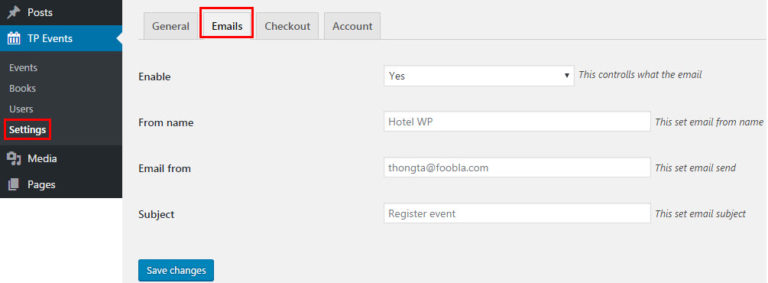 Posts
TP Events
Events
Books
Users
Settings
Media
Pages
General Emails Checkout Account
Enable Yes This controlls what the email
From name Hotel WP This set email from name
Email from thongta@foobla.com This set email send
Subject Register event This set email subject
Save changes